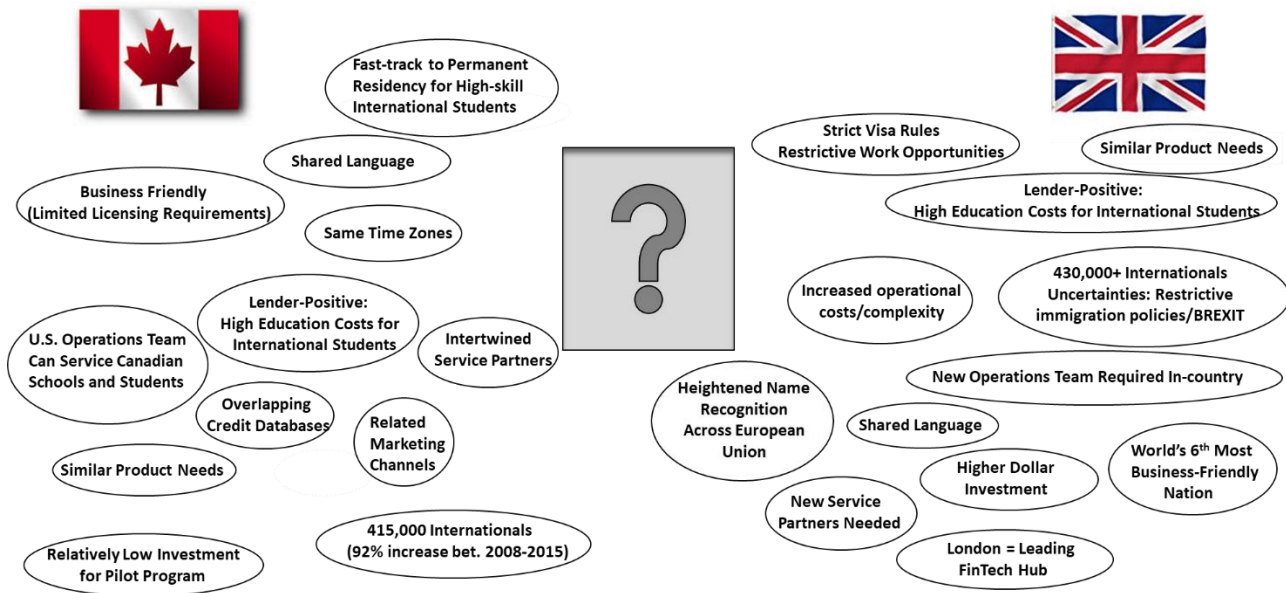 Fast-track to Permanent
Residency for High-skill
International Students
Shared Language
Business Friendly
(Limited Licensing Requirements)
Same Time Zones
Lender-Positive:
High Education Costs for
International Students
U.S. Operations Team
Can Service Canadian
Schools and Students
Intertwined
Service Partners
Overlapping
Credit Databases
Related
Marketing
Channels
Similar Product Needs
415,000 Internationals
(92% increase bet. 2008-2015)
Relatively Low Investment
for Pilot Program
?
Strict Visa Rules
Restrictive Work Opportunities
Similar Product Needs
Lender-Positive:
High Education Costs for International Students
Increased operational
costs/complexity
430,000+ Internationals
Uncertainties: Restrictive
immigration policies/BREXIT
New Operations Team Required In-country
Heightened Name
Recognition
Across European
Union
Shared Language
Higher Dollar
Investment
World's 6th Most
Business-Friendly
Nation
New Service
Partners Needed
London = Leading
FinTech Hub